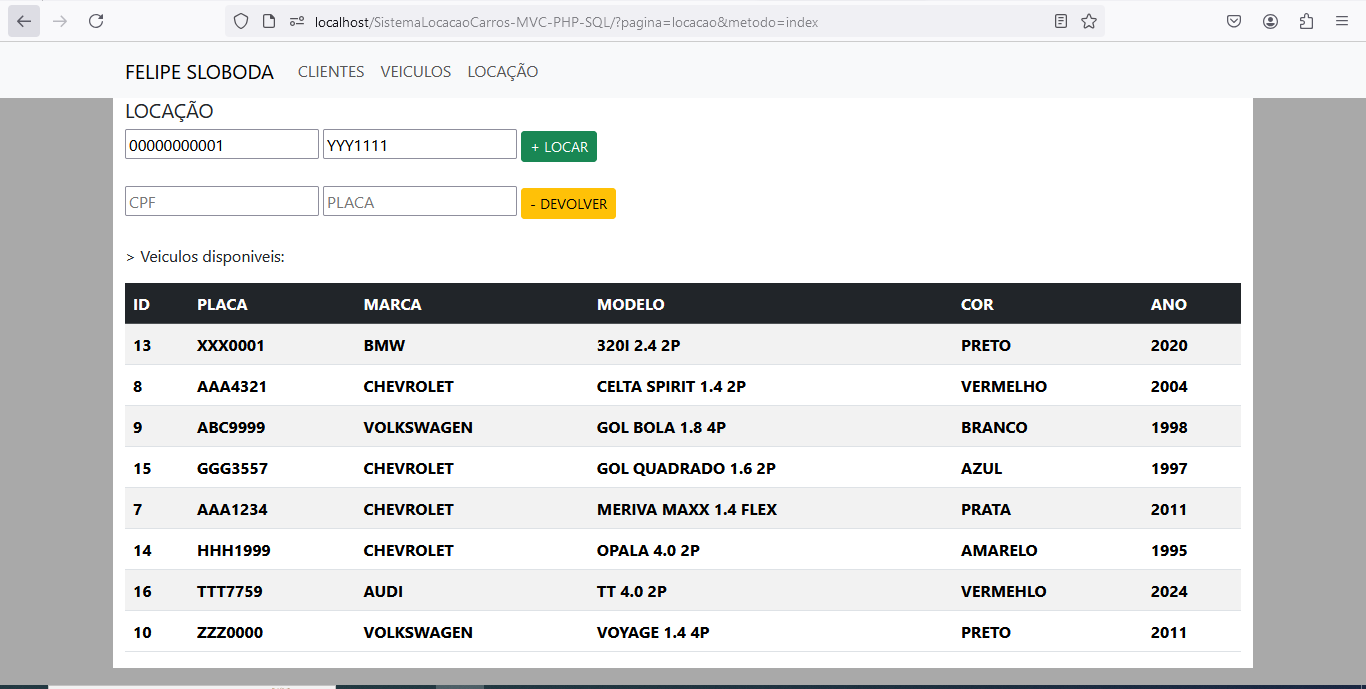 localhost/SistemaLocacaoCarros-MVC-PHP-SQL/?pagina=locacao&metodo=index
FELIPE SLOBODA CLIENTES VEICULOS LOCAÇÃO
LOCAÇÃO
00000000001 YYY1111 + LOCAR
CPF PLACA - DEVOLVER
> Veiculos disponiveis:
ID PLACA MARCA MODELO COR ANO
13 XXX0001 BMW 320I 2.4 2P PRETO 2020
8 AAA4321 CHEVROLET CELTA SPIRIT 1.4 2P VERMELHO 2004
9 ABC9999 VOLKSWAGEN GOL BOLA 1.8 4P BRANCO 1998
15 GGG3557 CHEVROLET GOL QUADRADO 1.6 2P AZUL 1997
7 AAA1234 CHEVROLET MERIVA MAXX 1.4 FLEX PRATA 2011
14 HHH1999 CHEVROLET OPALA 4.0 2P AMARELO 1995
16 TTT7759 AUDI TT 4.0 2P VERMEHLO 2024
10 ZZZ0000 VOLKSWAGEN VOYAGE 1.4 4P PRETO 2011